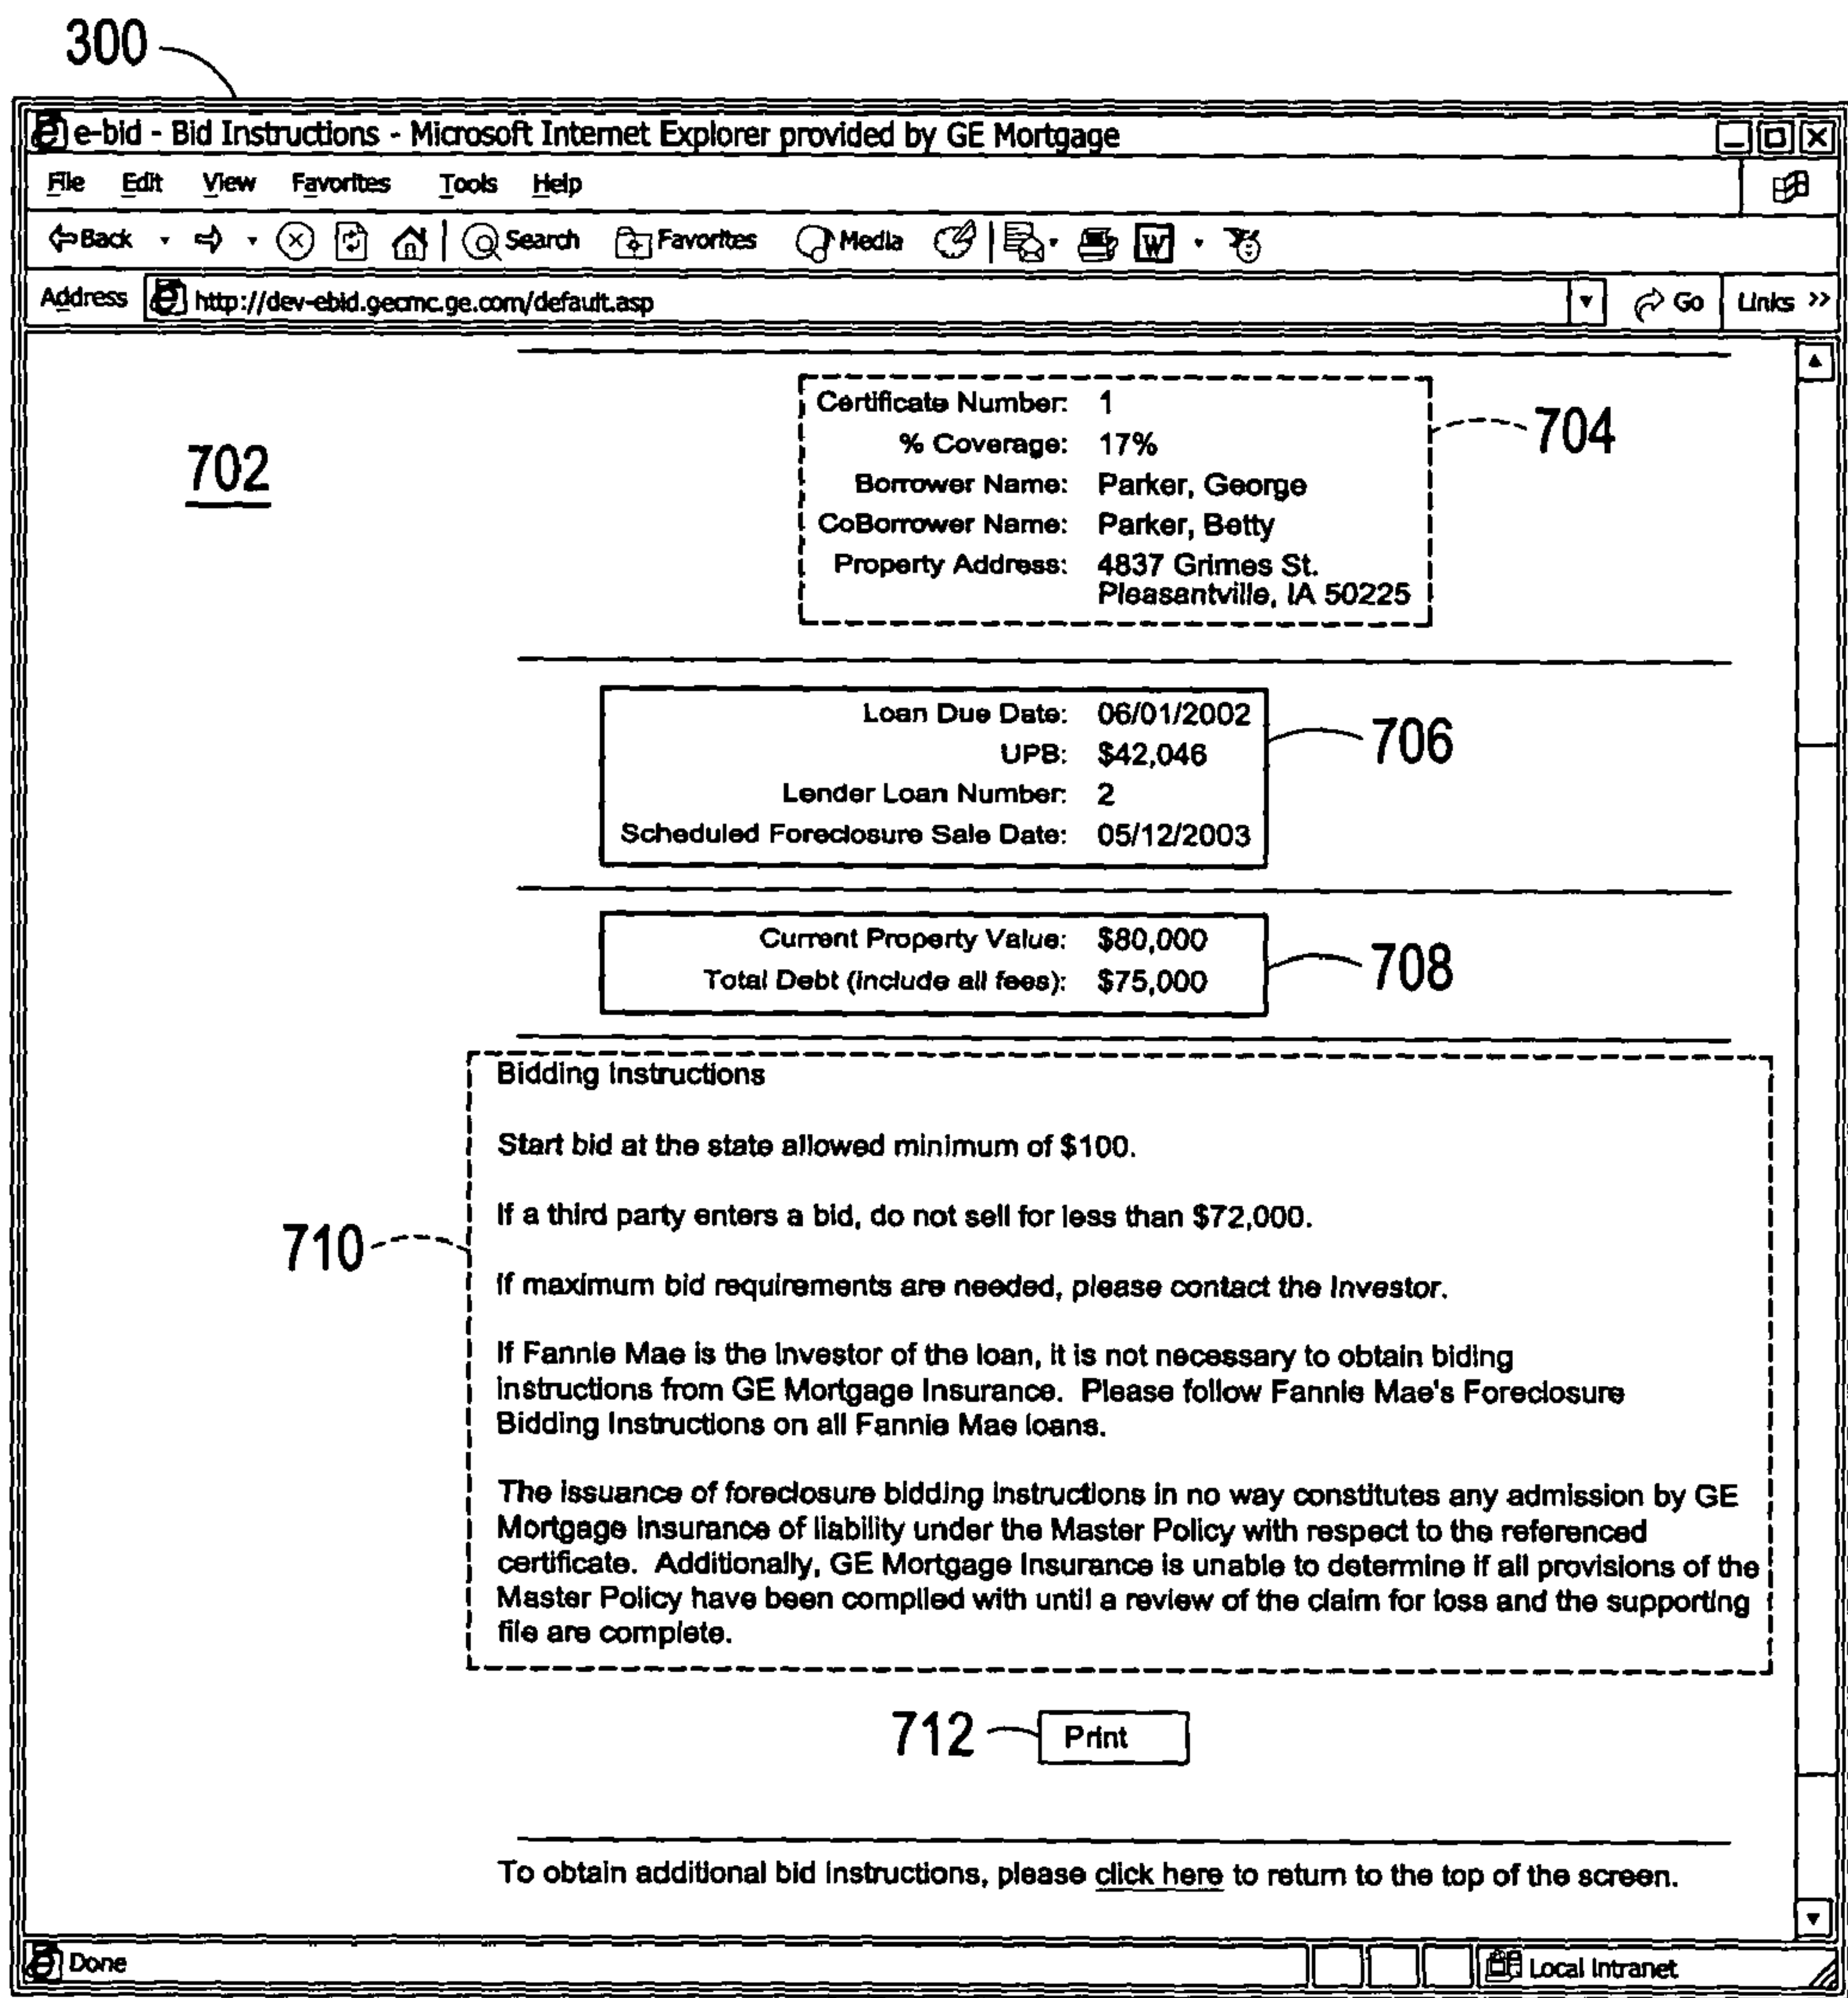 300
e-bid - Bid Instructions - Microsoft Internet Explorer provided by GE Mortgage
File Edit View Favorites Tools Help
Back Search Favorites Media W
Address http://dev-ebid.gecmc.ge.com/default.asp Go Links >>
702
Certificate Number: 1
% Coverage: 17%
Borrower Name: Parker, George
CoBorrower Name: Parker, Betty
Property Address: 4837 Grimes St.
Pleasantville, IA 50225
704
Loan Due Date: 06/01/2002
UPB: $42,046
Lender Loan Number: 2
Scheduled Foreclosure Sale Date: 05/12/2003
706
Current Property Value: $80,000
Total Debt (include all fees): $75,000
708
710
Bidding Instructions
Start bid at the state allowed minimum of $100.
If a third party enters a bid, do not sell for less than $72,000.
If maximum bid requirements are needed, please contact the Investor.
If Fannie Mae is the investor of the loan, it is not necessary to obtain biding
instructions from GE Mortgage Insurance. Please follow Fannie Mae's Foreclosure
Bidding Instructions on all Fannie Mae loans.
The issuance of foreclosure bidding instructions in no way constitutes any admission by GE
Mortgage Insurance of liability under the Master Policy with respect to the referenced
certificate. Additionally, GE Mortgage Insurance is unable to determine if all provisions of the
Master Policy have been complied with until a review of the claim for loss and the supporting
file are complete.
712 Print
To obtain additional bid instructions, please click here to return to the top of the screen.
Done Local intranet